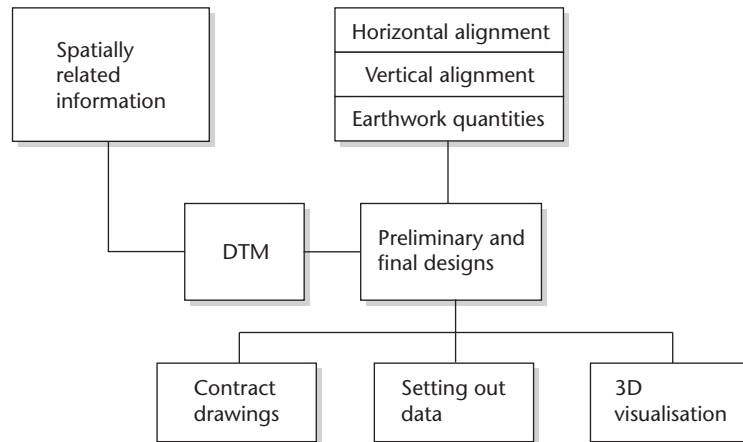 Spatially
related
information
Horizontal alignment
Vertical alignment
Earthwork quantities
DTM
Preliminary and
final designs
Contract
drawings
Setting out
data
3D
visualisation